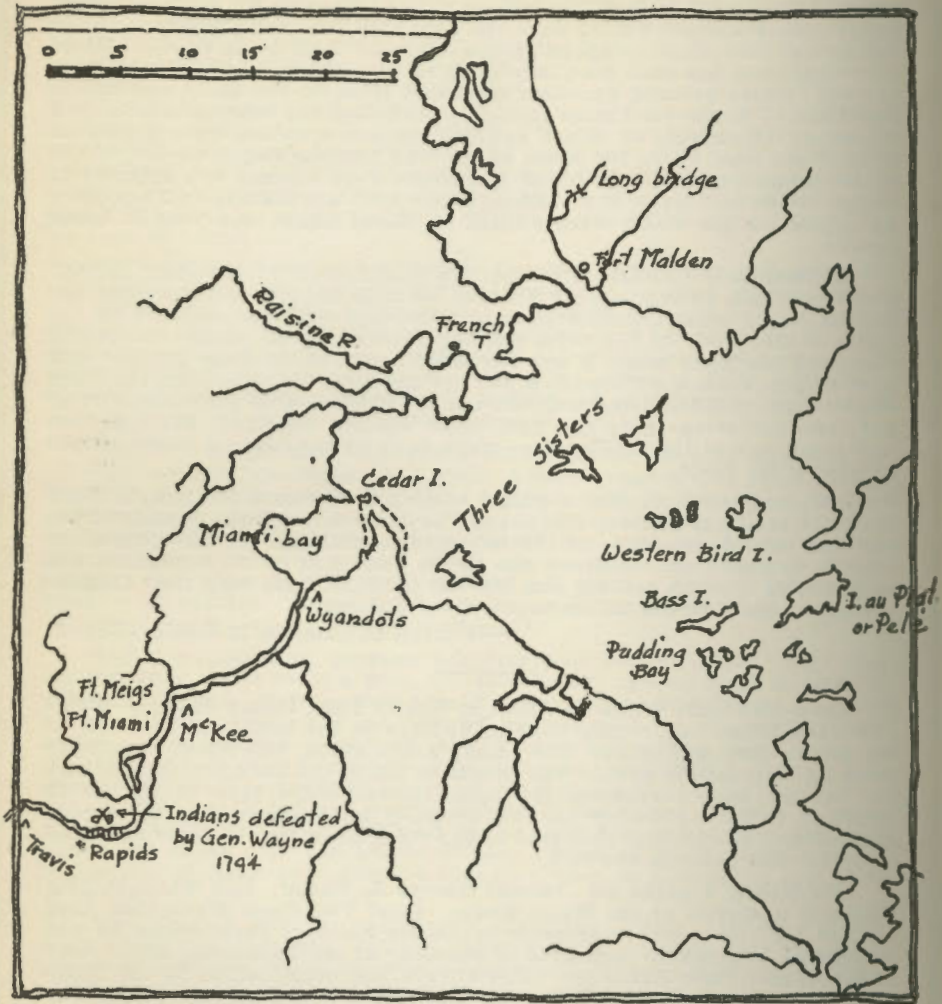 0 5 10 15 20 25
Long bridge
Fort Malden
Raisine R.
French
T
Three Sisters
Cedar I.
Miami-bay
Western Bird I.
Wyandots
Bass I.
I. au Plat
or Pele
Pudding
Bay
Ft. Meigs
Ft. Miami
McKee
Indians defeated
by Gen. Wayne
1794
Travis
Rapids